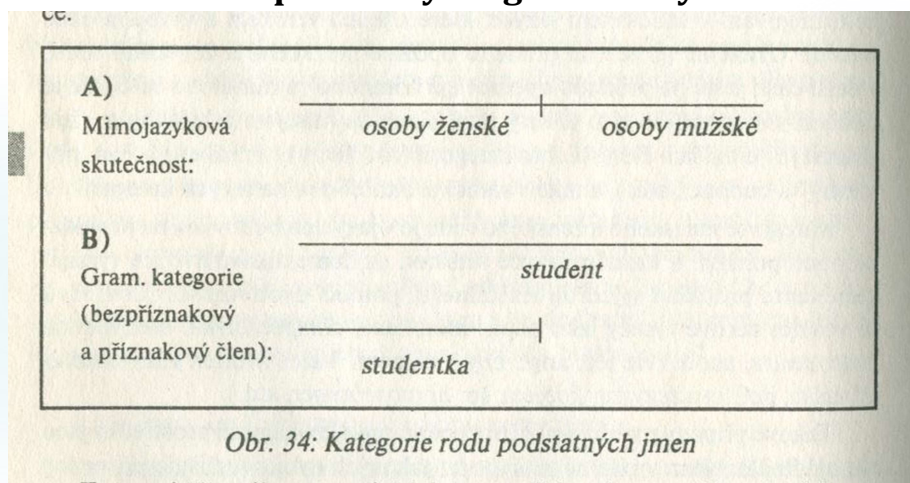 ce.
A)
osoby ženské osoby mužské
Mimojazyková
skutečnost:
B)
student
Gram. kategorie
(bezpříznakový
a příznakový člen):
studentka
Obr. 34: Kategorie rodu podstatných jmen